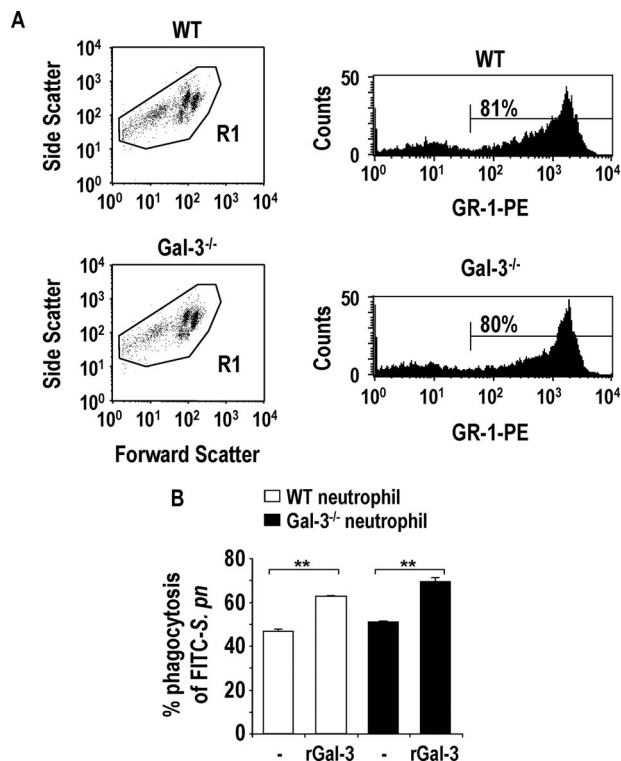 A
WT
Side Scatter
10⁴
10³
10²
10¹
10⁰
R1
10⁰ 10¹ 10² 10³ 10⁴
WT
Counts
50
0
81%
10⁰ 10¹ 10² 10³ 10⁴
GR-1-PE
Gal-3⁻/⁻
Side Scatter
10⁴
10³
10²
10¹
10⁰
R1
10⁰ 10¹ 10² 10³ 10⁴
Forward Scatter
Gal-3⁻/⁻
Counts
50
0
80%
10⁰ 10¹ 10² 10³ 10⁴
GR-1-PE
B
WT neutrophil
Gal-3⁻/⁻ neutrophil
% phagocytosis
of FITC-S. pn
80
60
40
20
0
** **
- rGal-3 - rGal-3